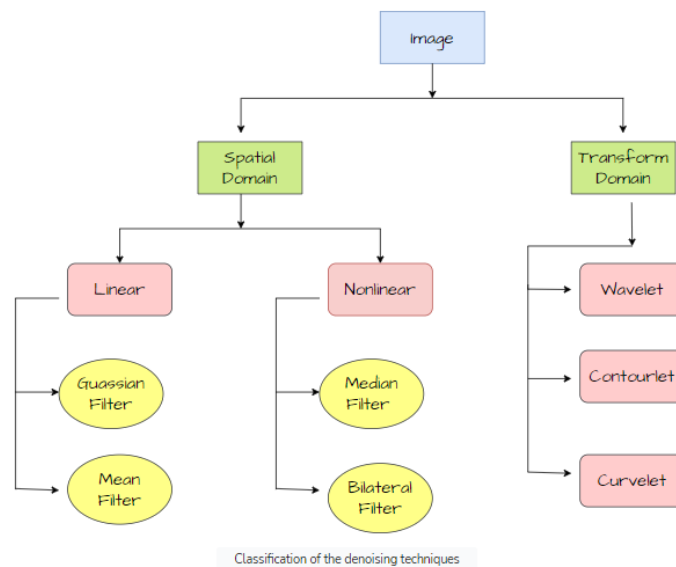 Image
Spatial
Domain
Transform
Domain
Linear
Nonlinear
Wavelet
Guassian
Filter
Median
Filter
Contourlet
Mean
Filter
Bilateral
Filter
Curvelet
Classification of the denoising techniques